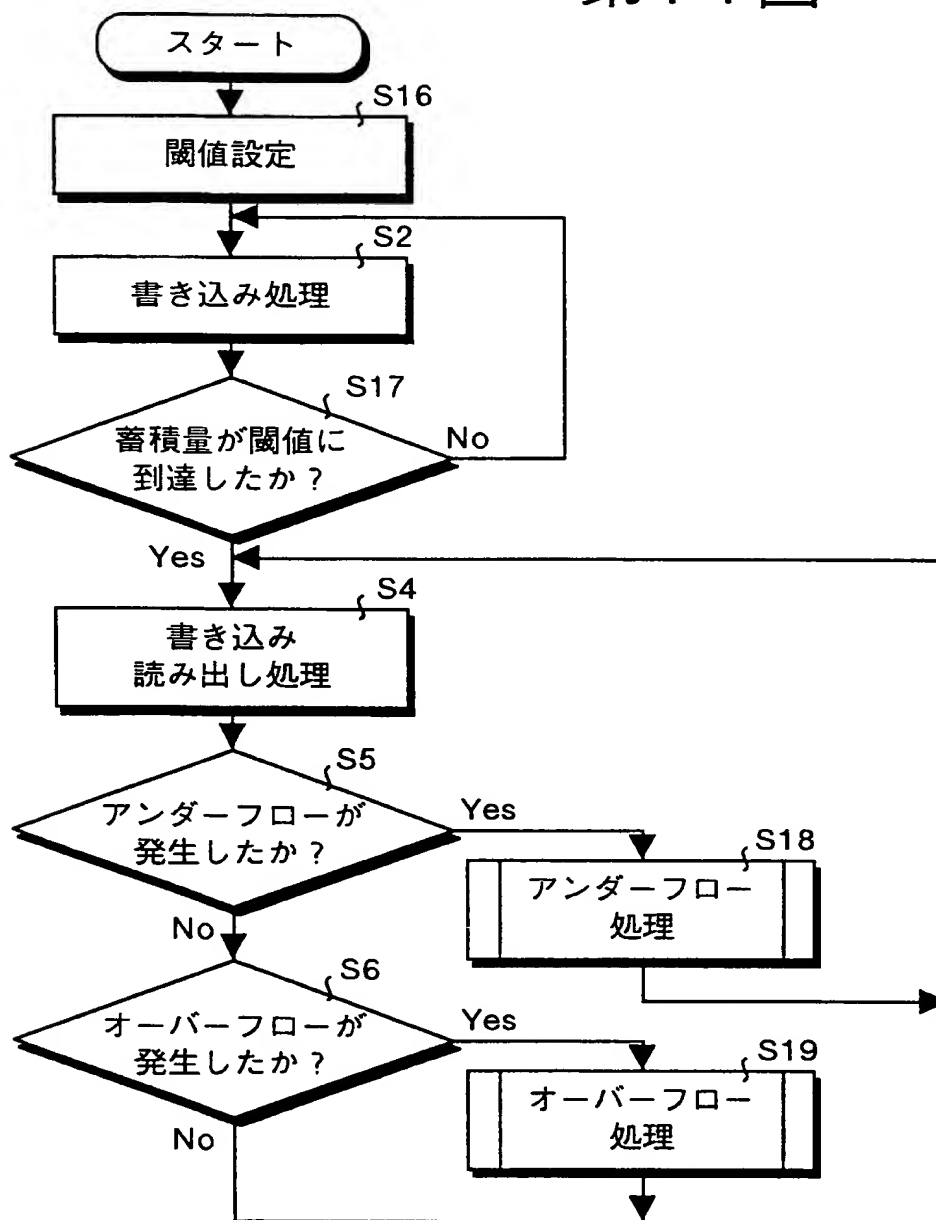 スタート
S16
閾値設定
S2
書き込み処理
S17
蓄積量が閾値に
到達したか?
No
Yes
S4
書き込み
読み出し処理
S5
アンダーフローが
発生したか?
Yes
S18
アンダーフロー
処理
No
S6
オーバーフローが
発生したか?
Yes
S19
オーバーフロー
処理
No